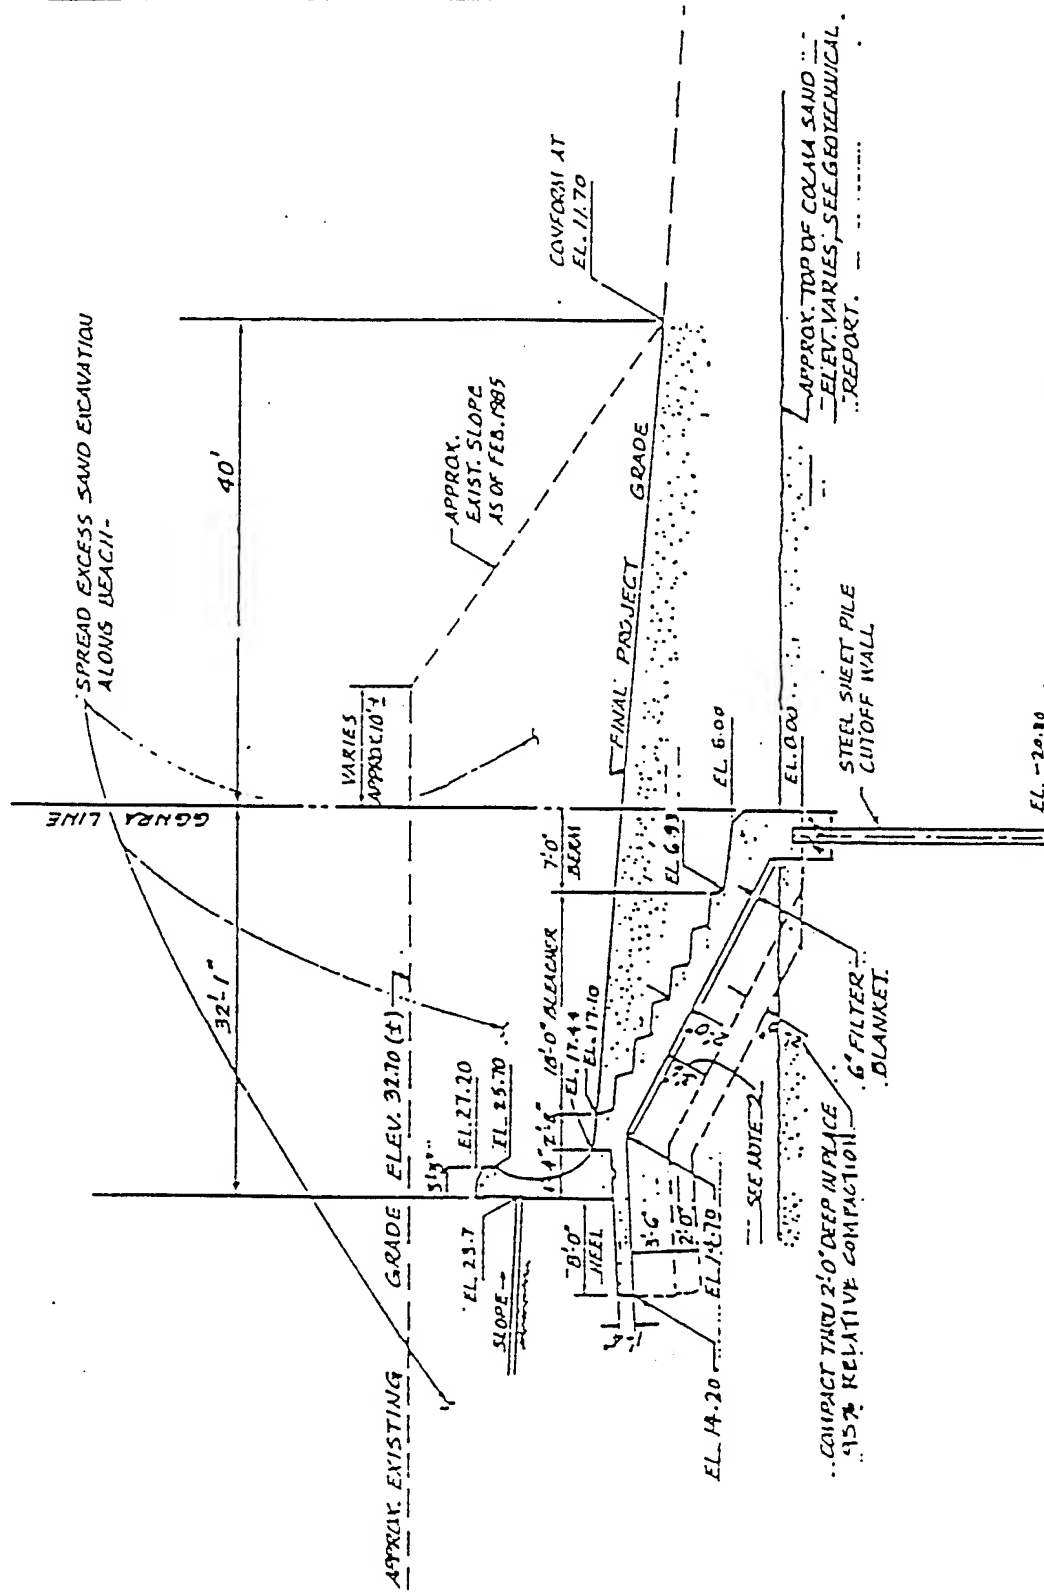 SPREAD EXCESS SAND EXCAVATION
ALONG BEACH-
40'
32'-1"
GGNRA LINE
CONFORM AT
EL. 11.70
APPROX.
EXIST. SLOPE
AS OF FEB. 1985
VARIES
APPROX 10'±
APPROX. EXISTING GRADE ELEV. 32.70 (±)
EL. 27.20
EL. 25.70
EL. 23.7
SLOPE
18'-0" BLEACHER
7'-0"
BERM
EL. 17.44
EL. 17.10
FINAL PROJECT GRADE
EL. 6.93
EL. 6.00
EL. 0.00
8'-0"
HEEL
3'-6"
2'-0"
EL. 14.20
SEE NOTE 2
APPROX. TOP OF COLMA SAND
ELEV. VARIES, SEE GEOTECHNICAL
REPORT.
STEEL SHEET PILE
CUTOFF WALL
EL. -20.80
6" FILTER
BLANKET
COMPACT THRU 2'-0" DEEP IN PLACE
95% RELATIVE COMPACTION